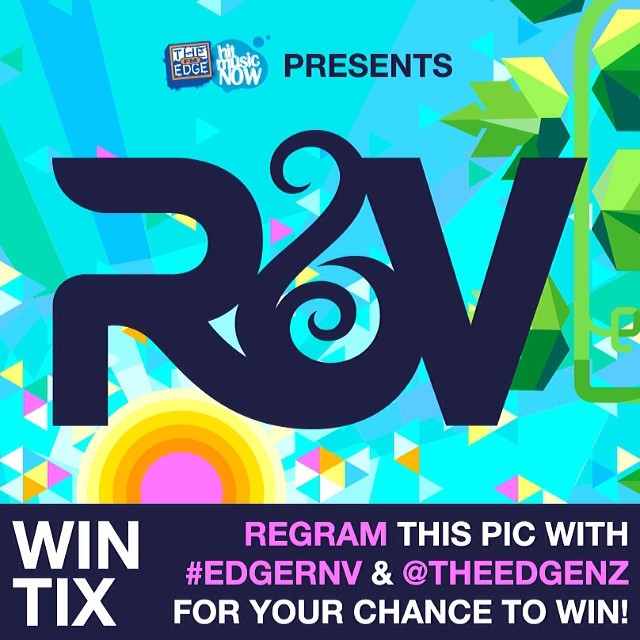 THE
FM
EDGE
hit
music
NOW
PRESENTS
R&V
WIN
TIX
REGRAM THIS PIC WITH
#EDGERNV & @THEEDGENZ
FOR YOUR CHANCE TO WIN!